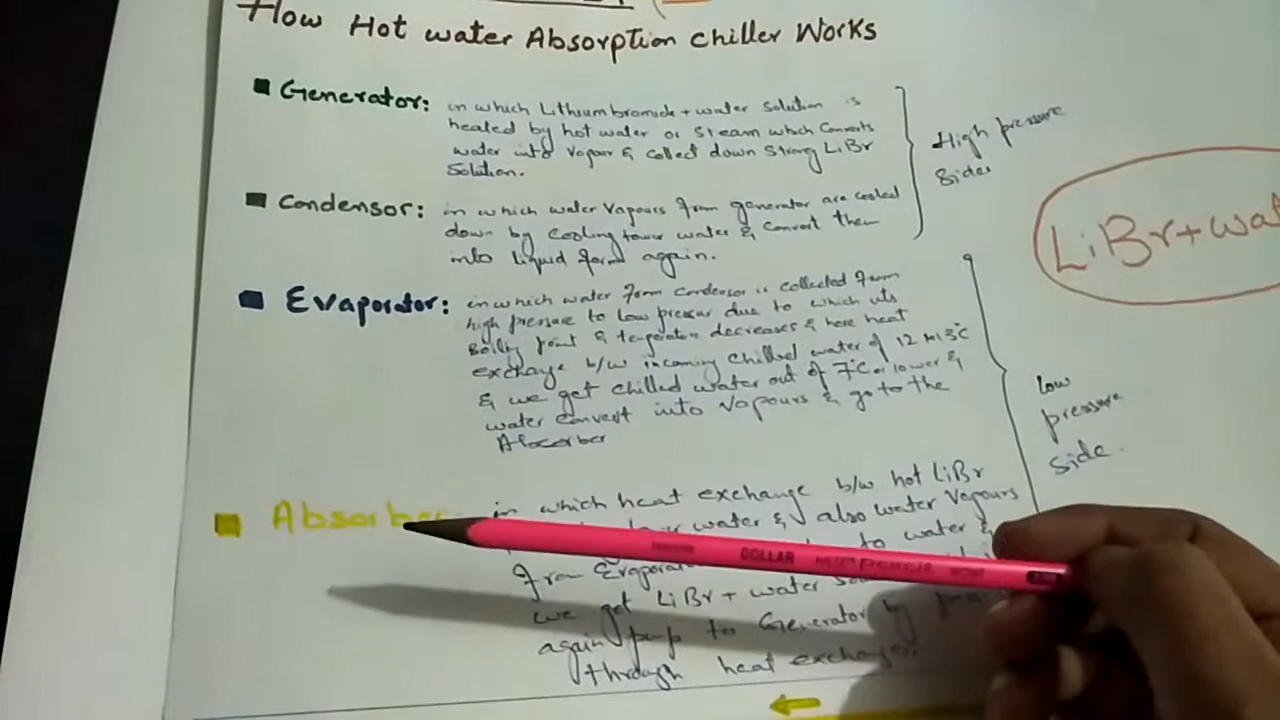 How Hot water Absorption chiller Works
Generator: in which Lithiumbromide + water solution is
heated by hot water or Steam which Converts
water into Vapour & collect down Strong LiBr
Solution.
High pressure
Sides
Condensor: in which water Vapours from generator are cooled
down by Cooling tower water & Convert them
into liquid form again.
LiBr+wat
Evaporator: in which water from Condensor is collected from
high pressure to low pressur due to which its
Boiling point & temperature decreases & here heat
exchange b/w incoming chilled water of 12 to 13°C
& we get chilled water out of 7°C or lower &
water convert into Vapours & go to the
Absorber
low
pressure
side.
Absorber in which heat exchange b/w hot LiBr
water & also water Vapours
from Evaporat to water &
we get LiBr + water
again pump to Generator by
through heat exchanger.
DOLLAR